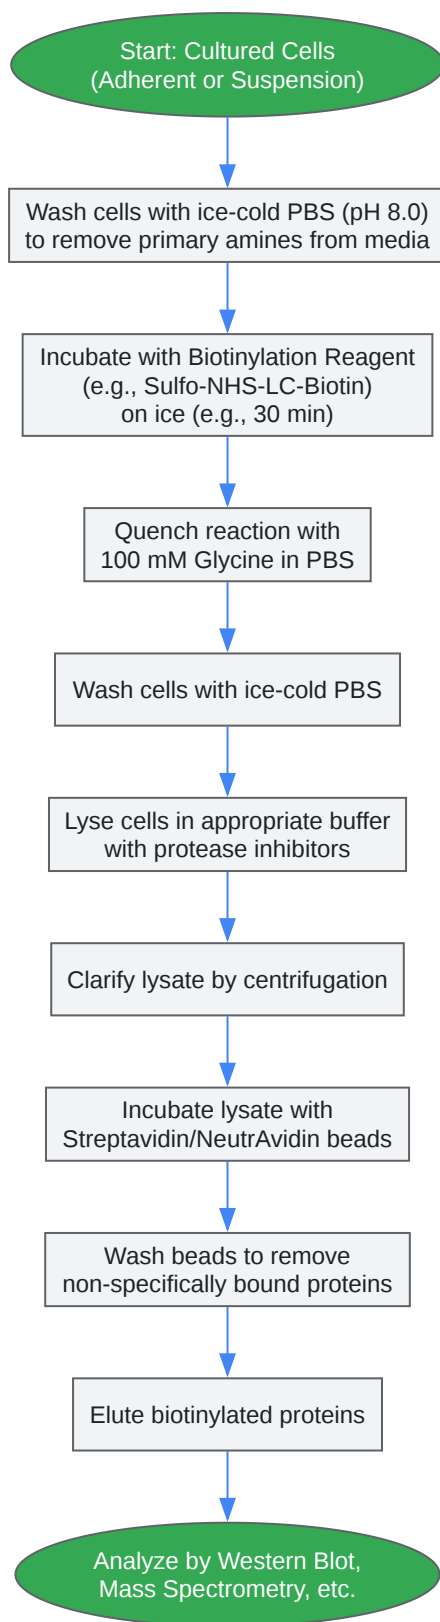 Start: Cultured Cells
(Adherent or Suspension)
Wash cells with ice-cold PBS (pH 8.0)
to remove primary amines from media
Incubate with Biotinylation Reagent
(e.g., Sulfo-NHS-LC-Biotin)
on ice (e.g., 30 min)
Quench reaction with
100 mM Glycine in PBS
Wash cells with ice-cold PBS
Lyse cells in appropriate buffer
with protease inhibitors
Clarify lysate by centrifugation
Incubate lysate with
Streptavidin/NeutrAvidin beads
Wash beads to remove
non-specifically bound proteins
Elute biotinylated proteins
Analyze by Western Blot,
Mass Spectrometry, etc.